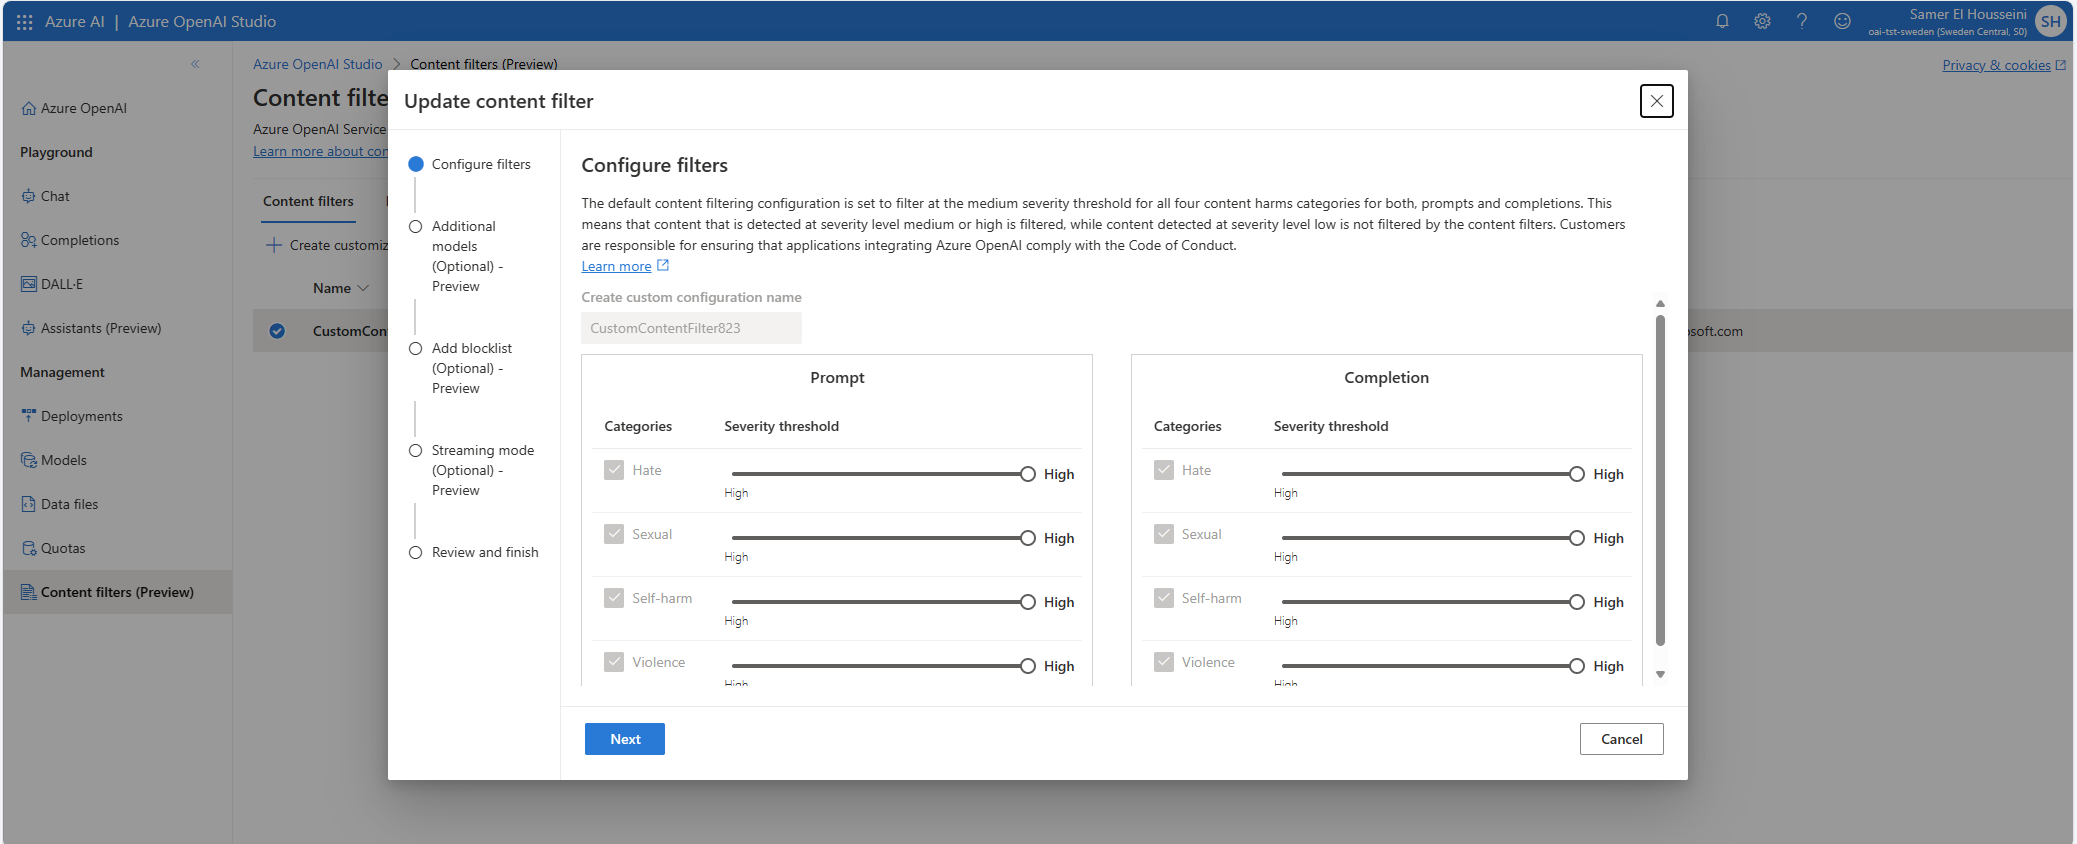 Azure AI | Azure OpenAI Studio
Samer El Housseini
oai-tst-sweden (Sweden Central, S0)
SH
Azure OpenAI Studio > Content filters (Preview)
Privacy & cookies
Content filte
Azure OpenAI Service
Learn more about con
Content filters
Create customiz
Name
CustomCon
osoft.com
Azure OpenAI
Playground
Chat
Completions
DALL·E
Assistants (Preview)
Management
Deployments
Models
Data files
Quotas
Content filters (Preview)
Update content filter
Configure filters
Additional
models
(Optional) -
Preview
Add blocklist
(Optional) -
Preview
Streaming mode
(Optional) -
Preview
Review and finish
Configure filters
The default content filtering configuration is set to filter at the medium severity threshold for all four content harms categories for both, prompts and completions. This
means that content that is detected at severity level medium or high is filtered, while content detected at severity level low is not filtered by the content filters. Customers
are responsible for ensuring that applications integrating Azure OpenAI comply with the Code of Conduct.
Learn more
Create custom configuration name
CustomContentFilter823
Prompt
Categories Severity threshold
Hate High
High
Sexual High
High
Self-harm High
High
Violence High
High
Completion
Categories Severity threshold
Hate High
High
Sexual High
High
Self-harm High
High
Violence High
High
Next
Cancel